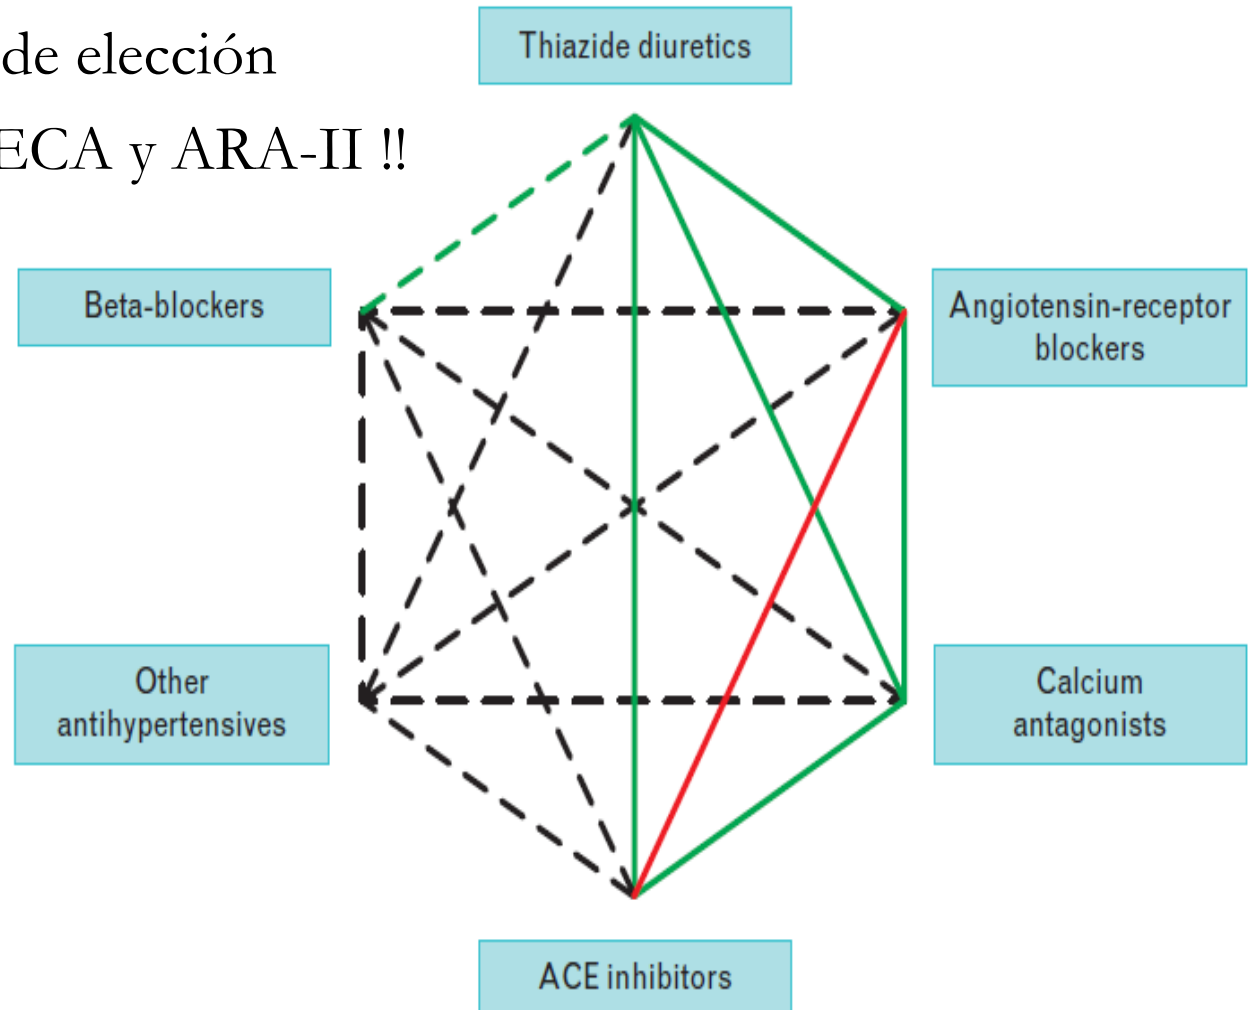 de elección
ECA y ARA-II !!
Thiazide diuretics
Beta-blockers
Angiotensin-receptor
blockers
Other
antihypertensives
Calcium
antagonists
ACE inhibitors